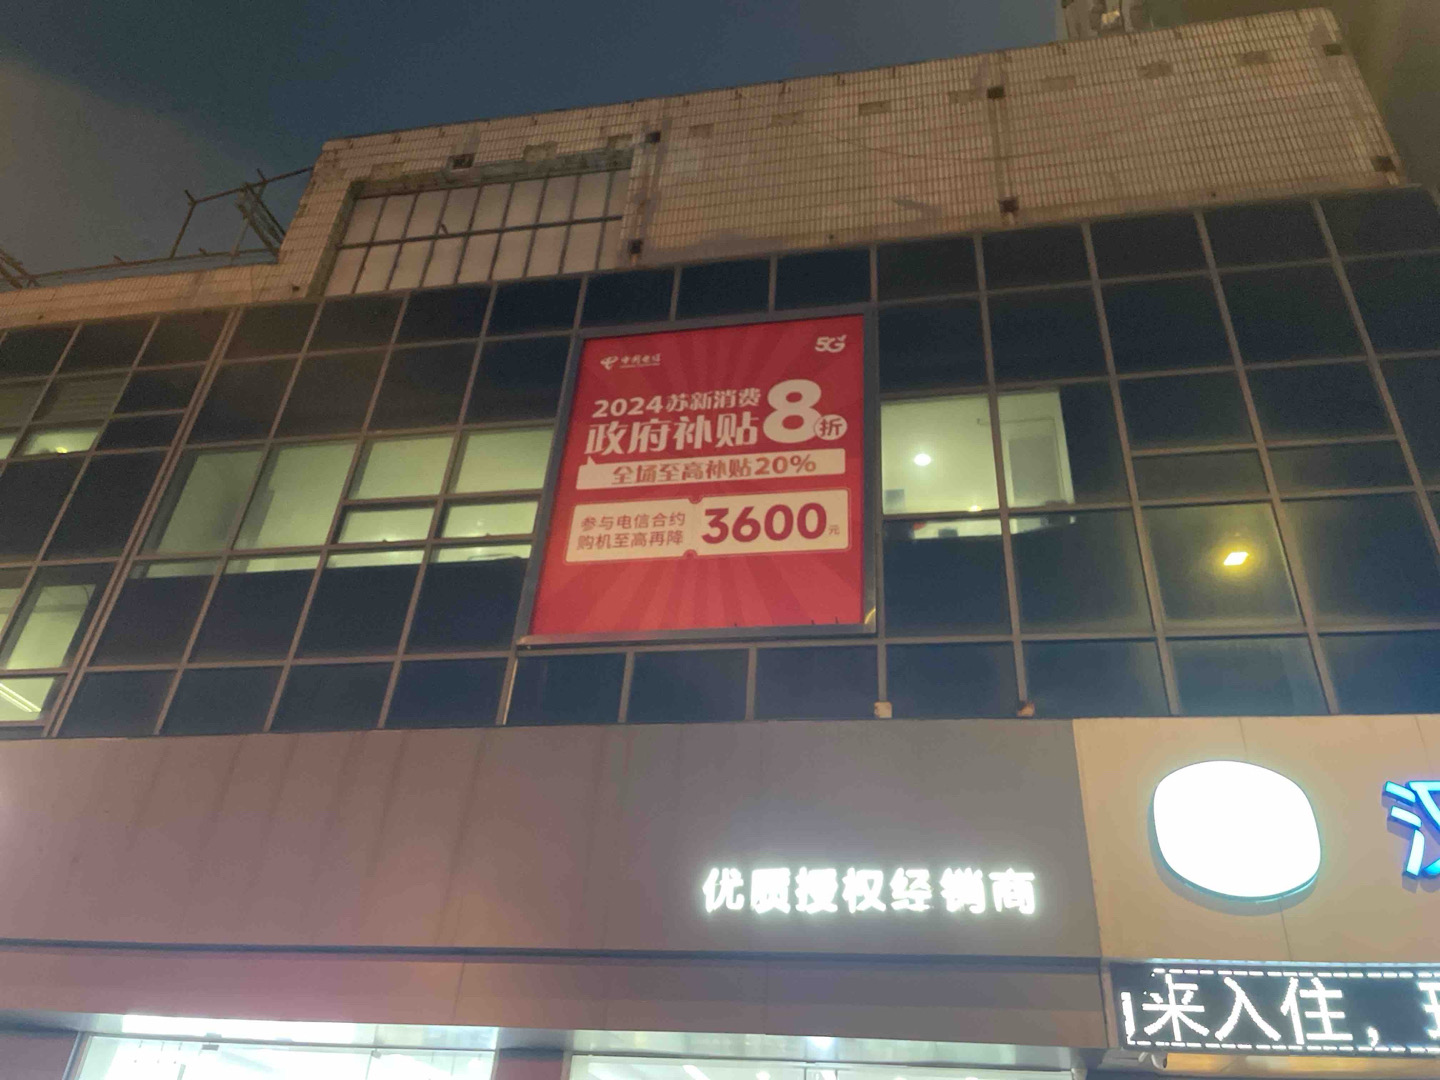 中国电信
5G
2024苏新消费
政府补贴8折
全场至高补贴20%
参与电信合约
购机至高再降
3600元
优质授权经销商
来入住，